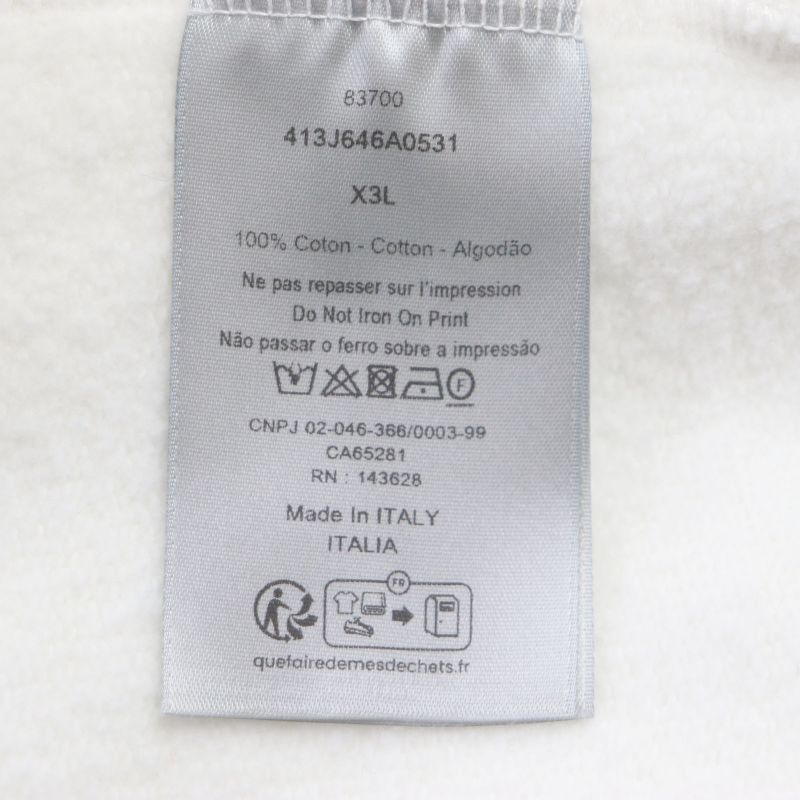 83700
413J646A0531
X3L
100% Coton - Cotton - Algodão
Ne pas repasser sur l'impression
Do Not Iron On Print
Não passar o ferro sobre a impressão
F
CNPJ 02-046-366/0003-99
CA65281
RN : 143628
Made In ITALY
ITALIA
FR
quefairedemesdechets.fr